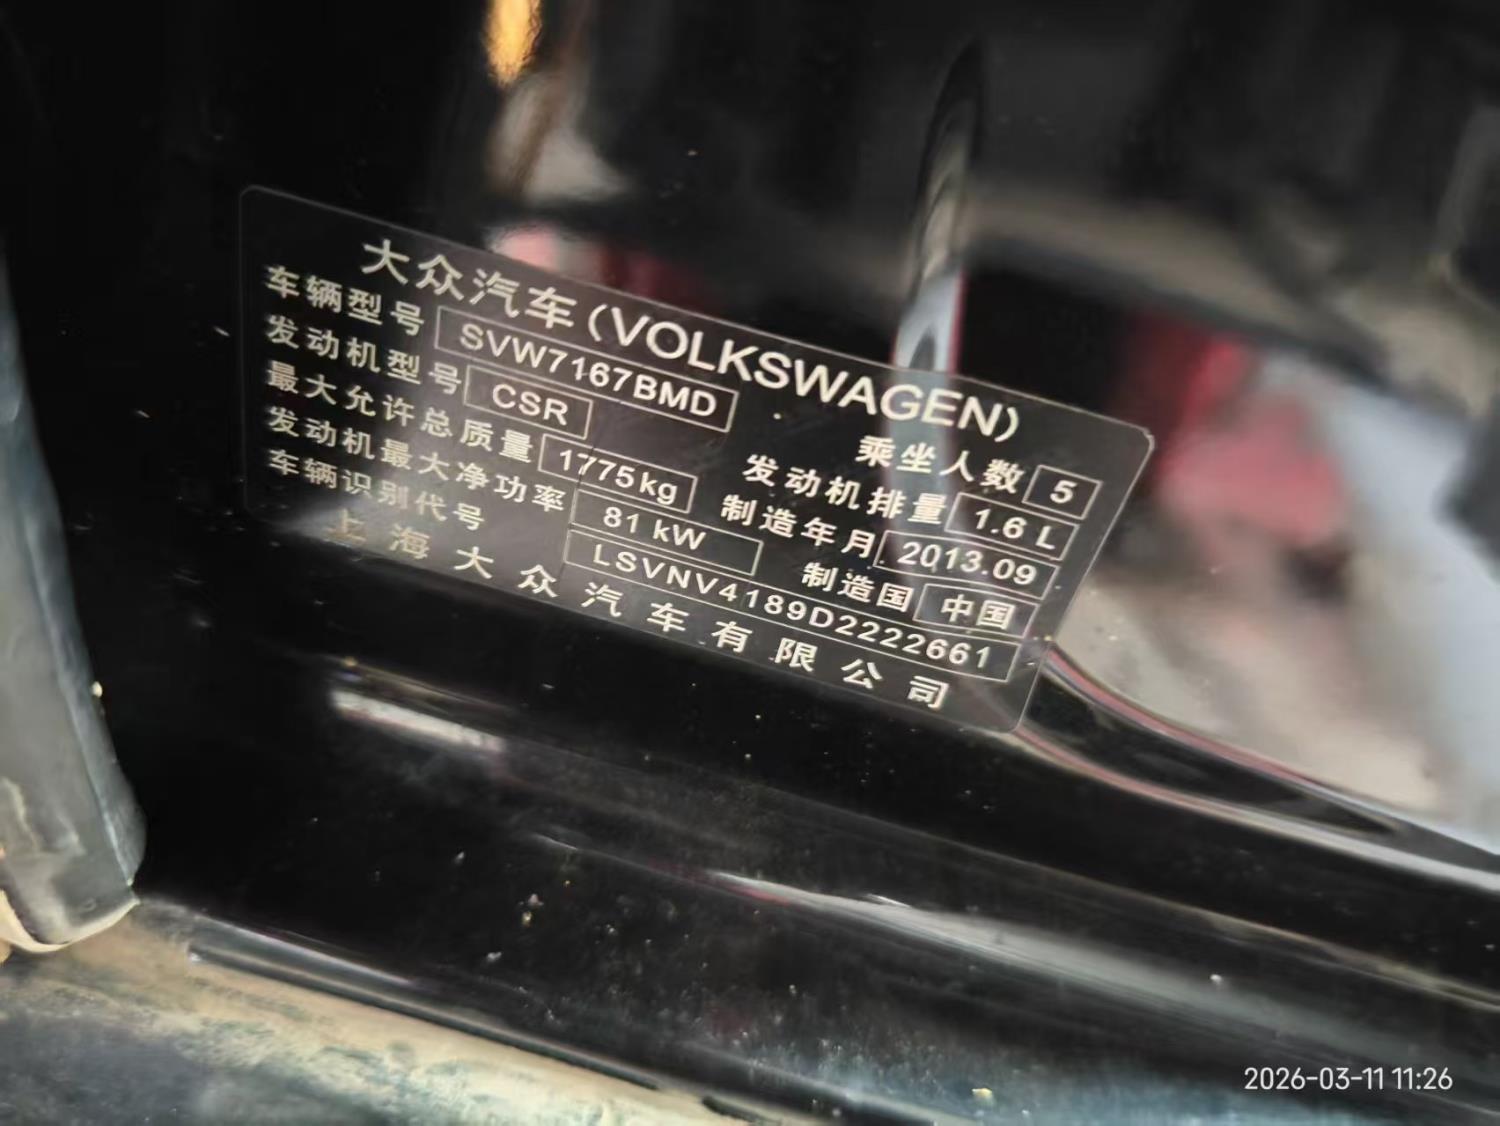 大众汽车(VOLKSWAGEN)
车辆型号 SVW7167BMD 乘坐人数 5
发动机型号 CSR 发动机排量 1.6 L
最大允许总质量 1775kg 制造年月 2013.09
发动机最大净功率 81 kW 制造国 中国
车辆识别代号 LSVNV4189D2222661
上海大众汽车有限公司
2026-03-11 11:26